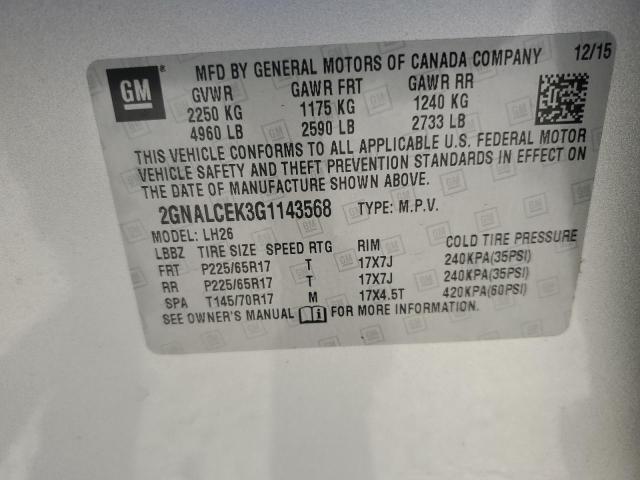 GM
MFD BY GENERAL MOTORS OF CANADA COMPANY 12/15
GVWR GAWR FRT GAWR RR
2250 KG 1175 KG 1240 KG
4960 LB 2590 LB 2733 LB
THIS VEHICLE CONFORMS TO ALL APPLICABLE U.S. FEDERAL MOTOR
VEHICLE SAFETY AND THEFT PREVENTION STANDARDS IN EFFECT ON
THE DATE OF MANUFACTURE SHOWN ABOVE.
2GNALCEK3G1143568 TYPE: M.P.V.
MODEL: LH26
LBBZ TIRE SIZE SPEED RTG RIM COLD TIRE PRESSURE
FRT P225/65R17 T 17X7J 240KPA(35PSI)
RR P225/65R17 T 17X7J 240KPA(35PSI)
SPA T145/70R17 M 17X4.5T 420KPA(60PSI)
SEE OWNER'S MANUAL FOR MORE INFORMATION.